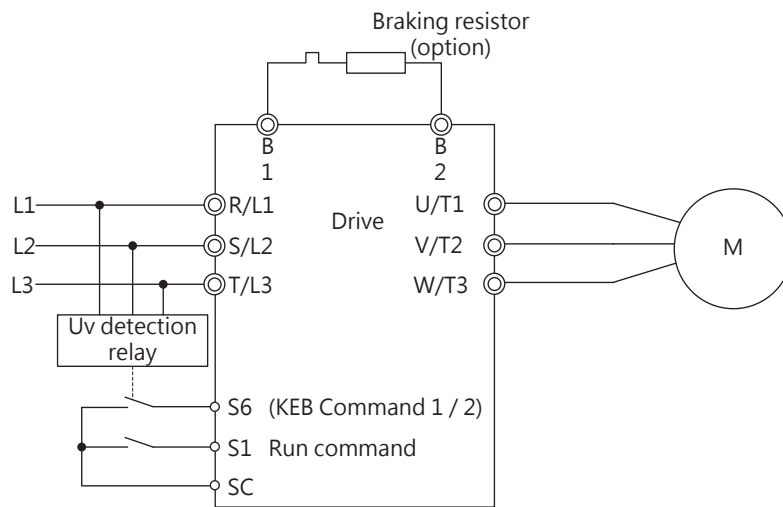 Braking resistor
(option)
B
1
B
2
L1
R/L1
U/T1
L2
S/L2
Drive
V/T2
M
L3
T/L3
W/T3
Uv detection
relay
S6 (KEB Command 1 / 2)
S1 Run command
SC